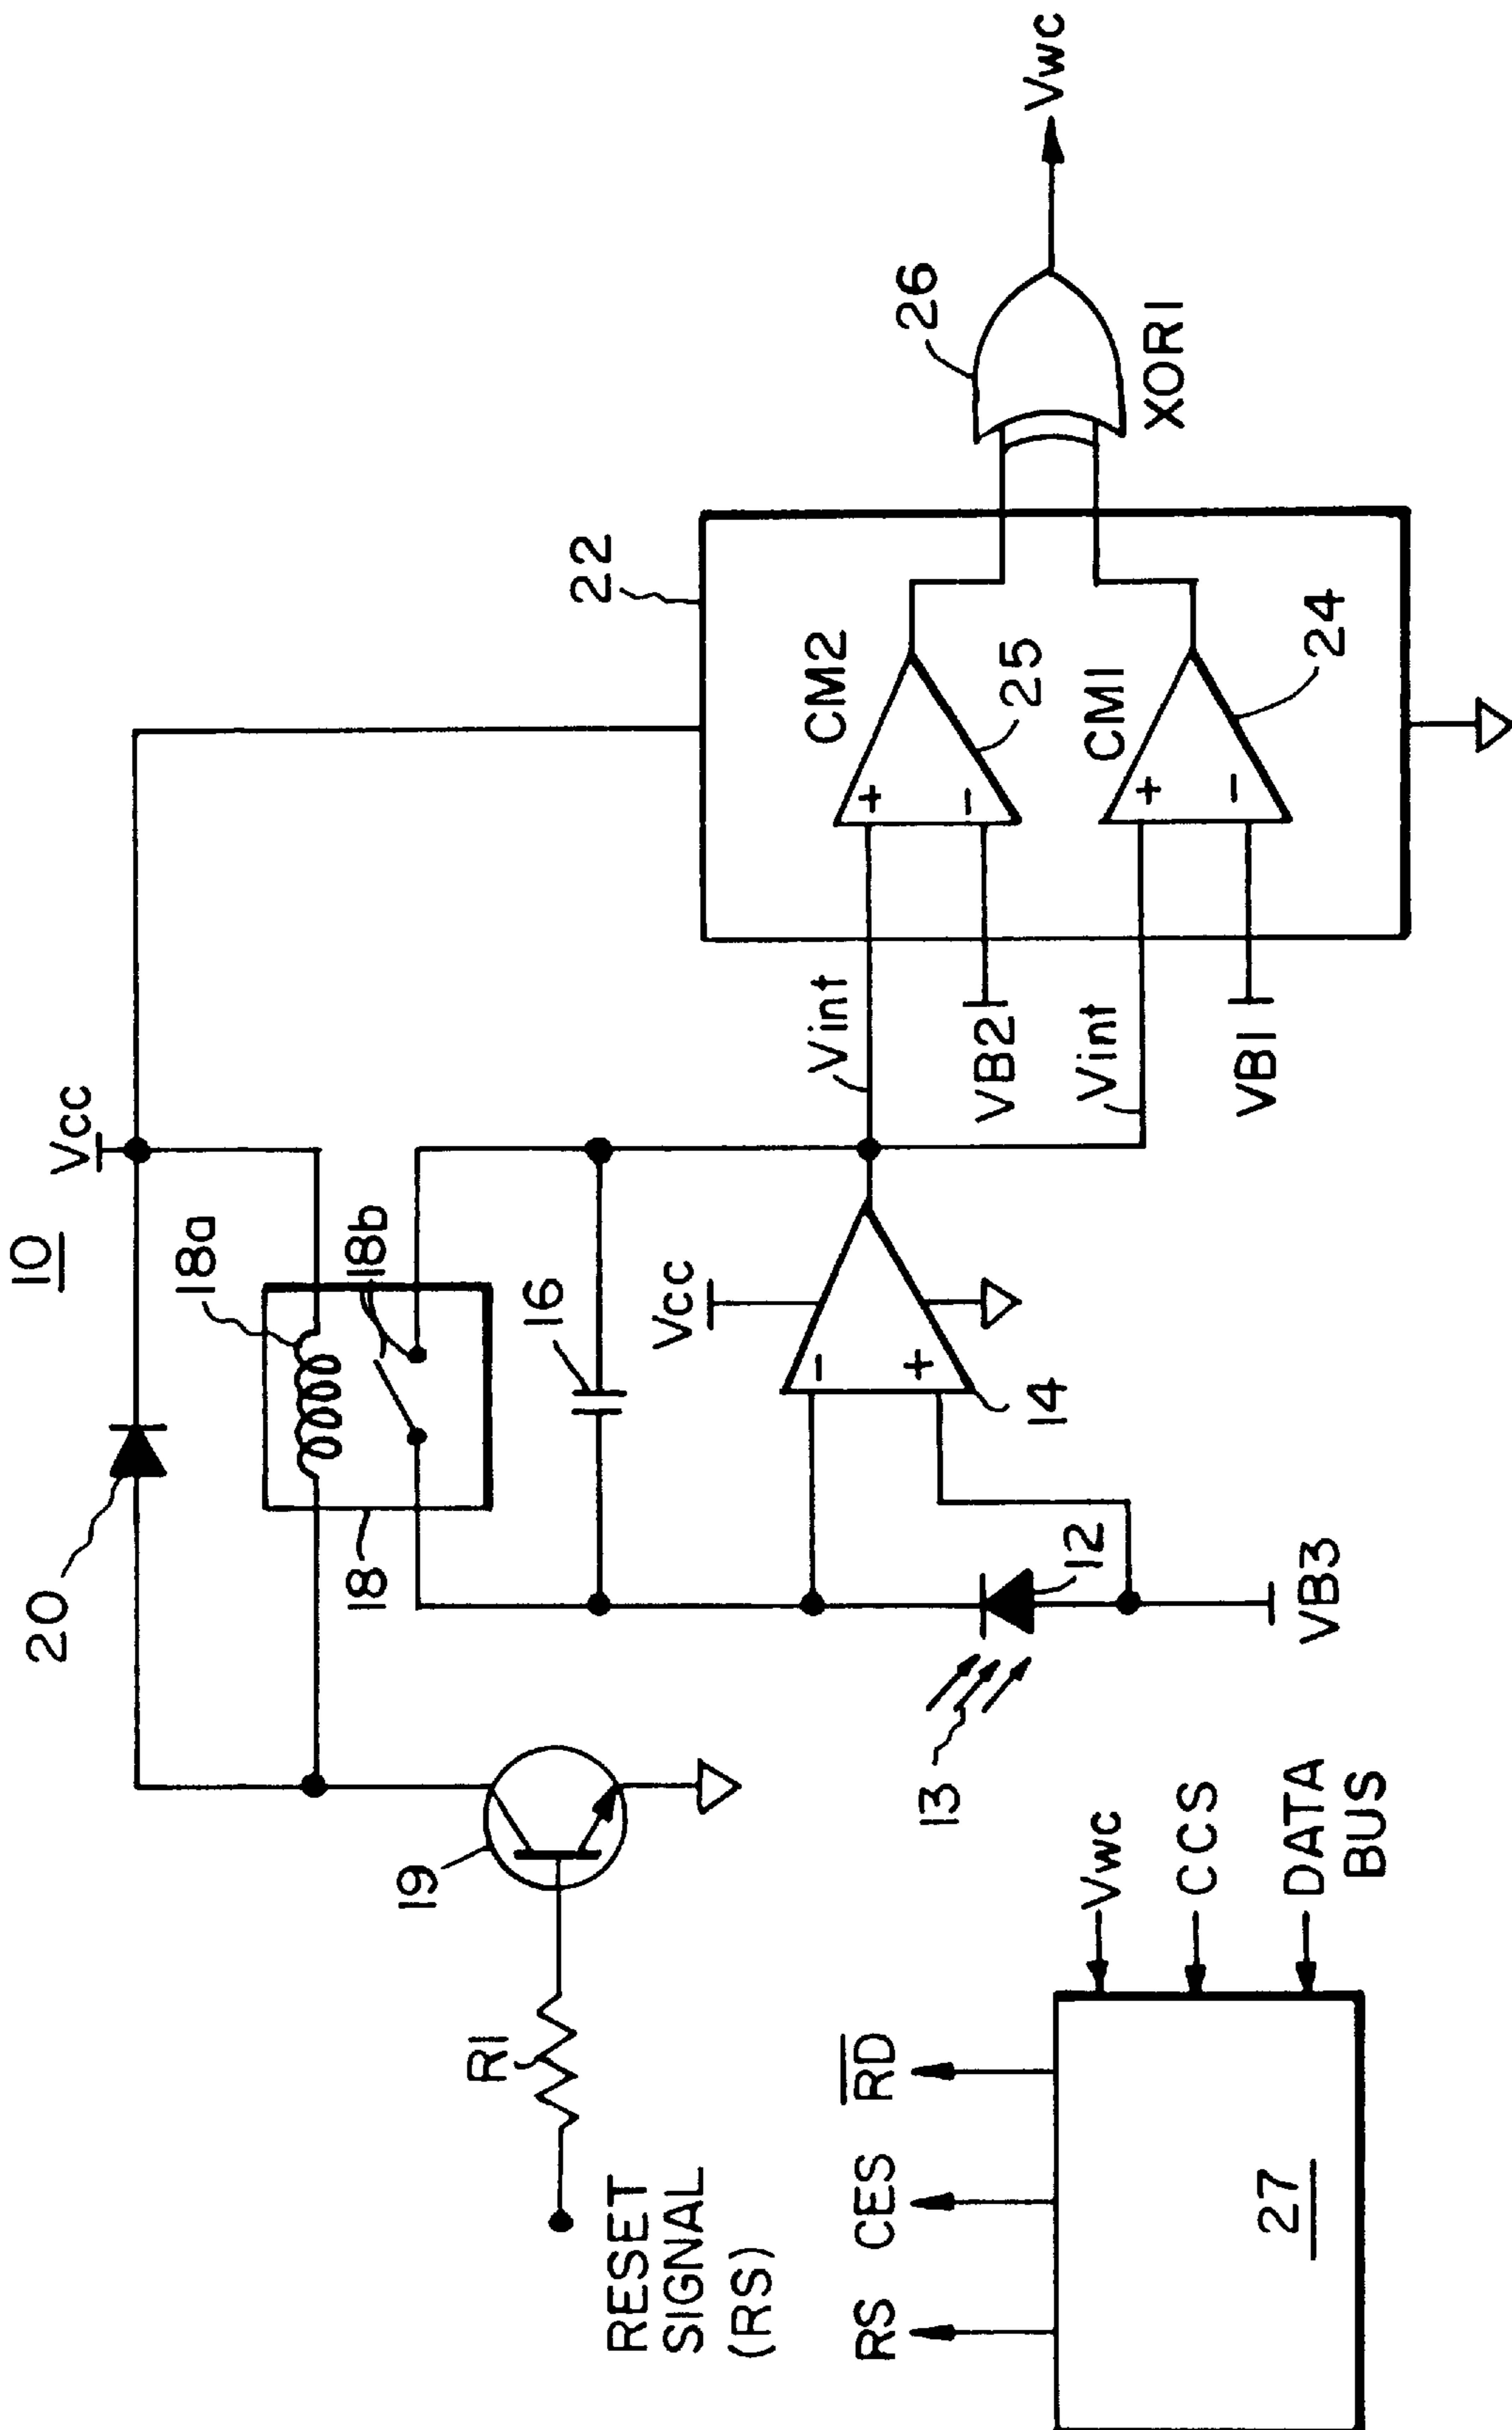 10
Vcc
20
18a
18b
18
16
19
R1
RESET
SIGNAL
(RS)
Vcc
-
+
14
12
13
VB3
Vint
VB2
Vint
VB1
22
CM2
+
-
25
CM1
+
-
24
26
XOR1
Vwc
RS
CES
RD
27
Vwc
CCS
DATA
BUS